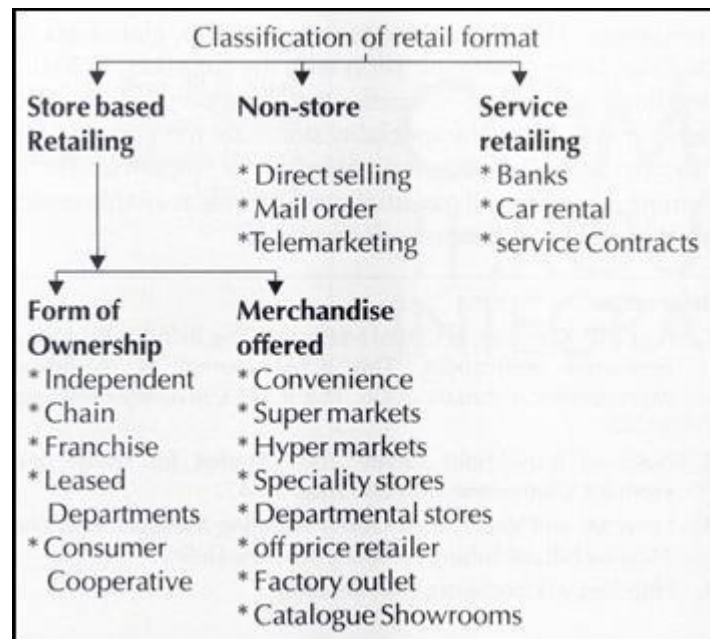 Classification of retail format
Store based
Retailing
Non-store
* Direct selling
* Mail order
*Telemarketing
Service
retailing
* Banks
* Car rental
* service Contracts
Form of
Ownership
* Independent
* Chain
* Franchise
* Leased
Departments
* Consumer
Cooperative
Merchandise
offered
* Convenience
* Super markets
* Hyper markets
* Speciality stores
* Departmental stores
* off price retailer
* Factory outlet
* Catalogue Showrooms